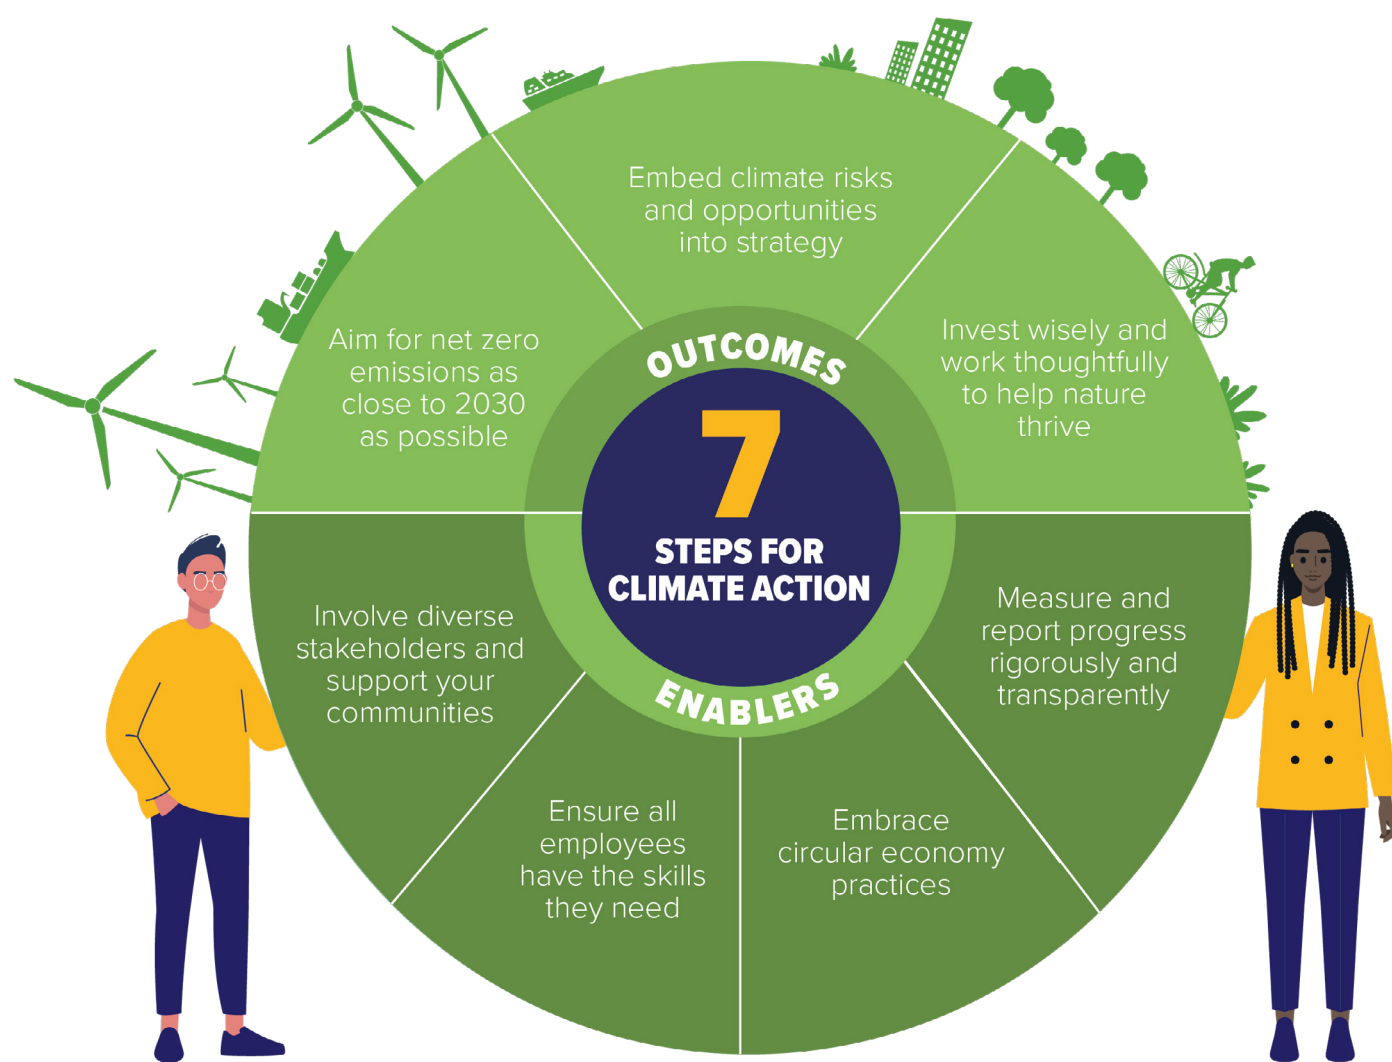 Embed climate risks
and opportunities
into strategy
Aim for net zero
emissions as
close to 2030
as possible
Invest wisely and
work thoughtfully
to help nature
thrive
OUTCOMES
7
STEPS FOR
CLIMATE ACTION
ENABLERS
Involve diverse
stakeholders and
support your
communities
Measure and
report progress
rigorously and
transparently
Ensure all
employees
have the skills
they need
Embrace
circular economy
practices